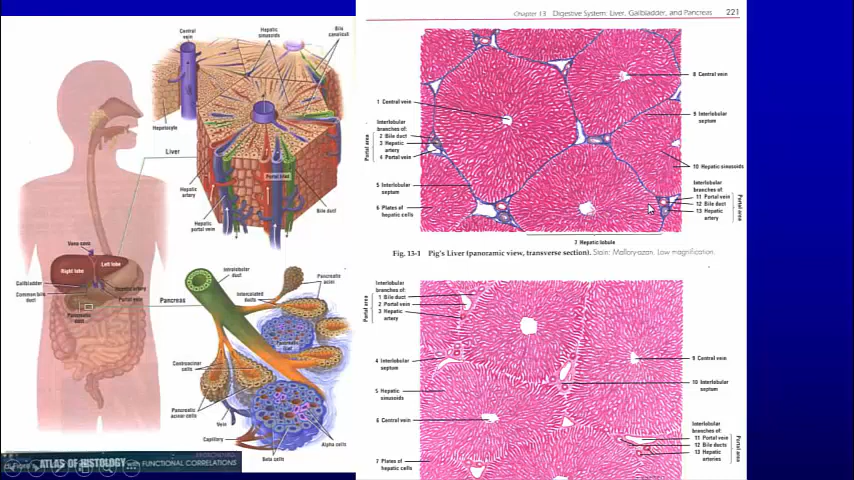 Chapter 13 Digestive System: Liver, Gallbladder, and Pancreas
221
Central
vein
Hepatic
sinusoids
Bile
canaliculi
Hepatocyte
Liver
Portal triad
Hepatic
artery
Bile duct
Hepatic
portal vein
Vena cava
Right lobe
Left lobe
Gallbladder
Common bile
duct
Hepatic artery
Portal vein
Pancreatic
duct
Pancreas
Interlobular
duct
Intercalated
ducts
Pancreatic
acini
Pancreatic
islet
Centroacinar
cells
Pancreatic
acinar cells
Vein
Capillary
Beta cells
Alpha cells
ATLAS OF HISTOLOGY WITH FUNCTIONAL CORRELATIONS
1 Central vein
Portal area
Interlobular
branches of:
2 Bile duct
3 Hepatic
artery
4 Portal vein
5 Interlobular
septum
6 Plates of
hepatic cells
7 Hepatic lobule
8 Central vein
9 Interlobular
septum
10 Hepatic sinusoids
Interlobular
branches of:
11 Portal vein
12 Bile duct
13 Hepatic
artery
Portal area
Fig. 13-1 Pig's Liver (panoramic view, transverse section). Stain: Mallory-azan. Low magnification.
Portal area
Interlobular
branches of:
1 Bile duct
2 Portal vein
3 Hepatic
artery
4 Interlobular
septum
5 Hepatic
sinusoids
6 Central vein
7 Plates of
hepatic cells
9 Central vein
10 Interlobular
septum
Interlobular
branches of:
11 Portal vein
12 Bile ducts
13 Hepatic
arteries
Portal area